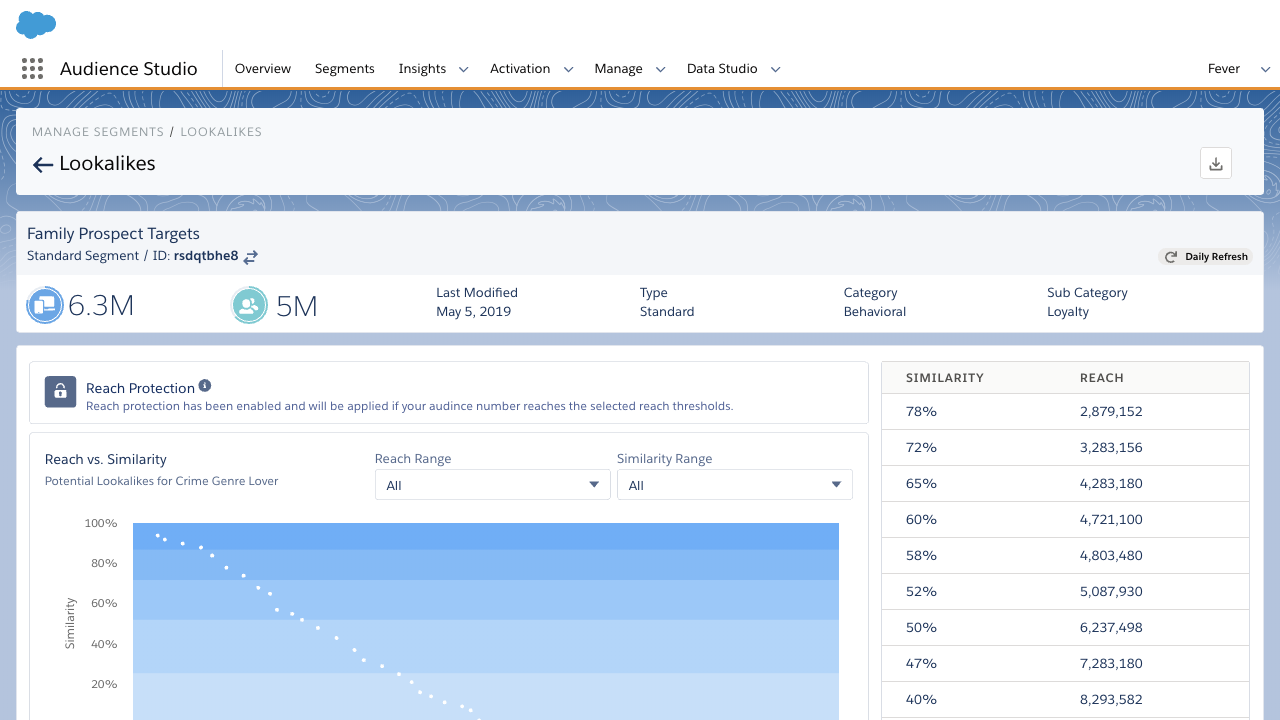 Audience Studio
Overview Segments Insights Activation Manage Data Studio Fever
MANAGE SEGMENTS / LOOKALIKES
Lookalikes
Family Prospect Targets
Standard Segment / ID: rsdqtbhe8
Daily Refresh
6.3M
5M
Last Modified
May 5, 2019
Type
Standard
Category
Behavioral
Sub Category
Loyalty
Reach Protection
Reach protection has been enabled and will be applied if your audince number reaches the selected reach thresholds.
Reach vs. Similarity
Potential Lookalikes for Crime Genre Lover
Reach Range
All
Similarity Range
All
100%
80%
60%
40%
20%
Similarity
SIMILARITY REACH
78% 2,879,152
72% 3,283,156
65% 4,283,180
60% 4,721,100
58% 4,803,480
52% 5,087,930
50% 6,237,498
47% 7,283,180
40% 8,293,582